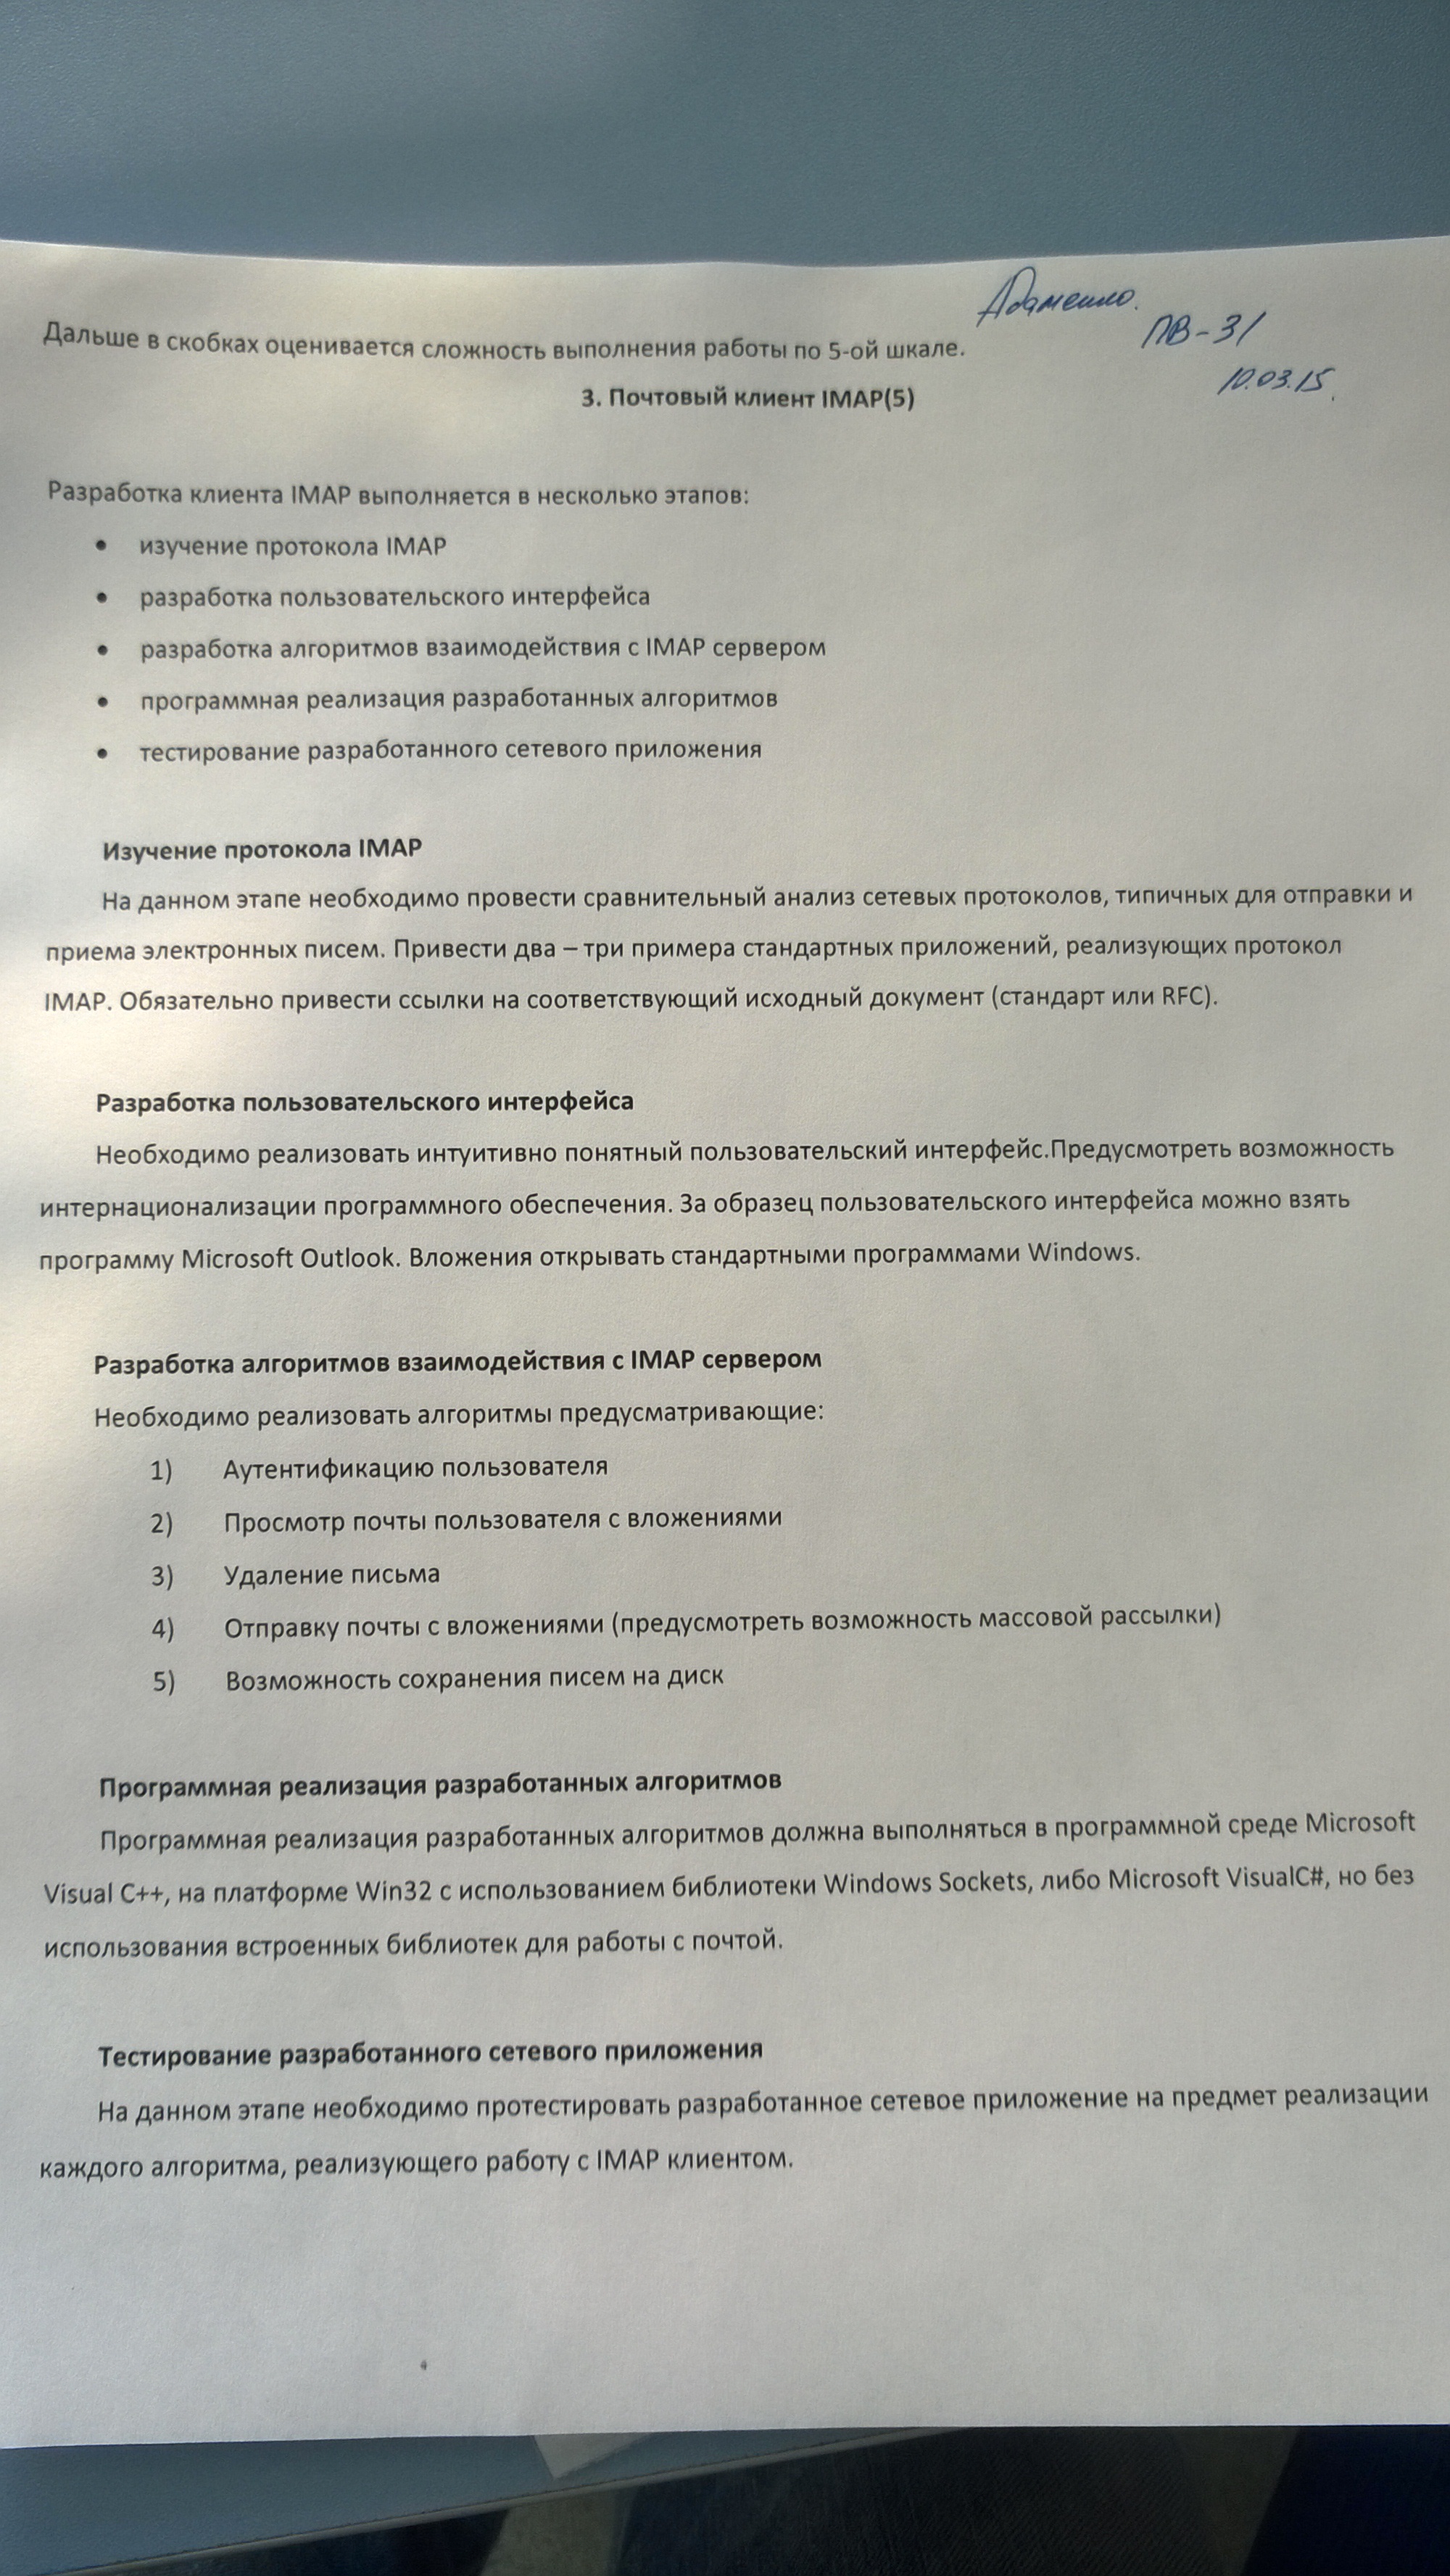 Адаменко.
ПВ-31
10.03.15.
Дальше в скобках оценивается сложность выполнения работы по 5-ой шкале.
3. Почтовый клиент IMAP(5)
Разработка клиента IMAP выполняется в несколько этапов:
• изучение протокола IMAP
• разработка пользовательского интерфейса
• разработка алгоритмов взаимодействия с IMAP сервером
• программная реализация разработанных алгоритмов
• тестирование разработанного сетевого приложения
Изучение протокола IMAP
На данном этапе необходимо провести сравнительный анализ сетевых протоколов, типичных для отправки и
приема электронных писем. Привести два – три примера стандартных приложений, реализующих протокол
IMAP. Обязательно привести ссылки на соответствующий исходный документ (стандарт или RFC).
Разработка пользовательского интерфейса
Необходимо реализовать интуитивно понятный пользовательский интерфейс.Предусмотреть возможность
интернационализации программного обеспечения. За образец пользовательского интерфейса можно взять
программу Microsoft Outlook. Вложения открывать стандартными программами Windows.
Разработка алгоритмов взаимодействия с IMAP сервером
Необходимо реализовать алгоритмы предусматривающие:
1) Аутентификацию пользователя
2) Просмотр почты пользователя с вложениями
3) Удаление письма
4) Отправку почты с вложениями (предусмотреть возможность массовой рассылки)
5) Возможность сохранения писем на диск
Программная реализация разработанных алгоритмов
Программная реализация разработанных алгоритмов должна выполняться в программной среде Microsoft
Visual C++, на платформе Win32 с использованием библиотеки Windows Sockets, либо Microsoft VisualC#, но без
использования встроенных библиотек для работы с почтой.
Тестирование разработанного сетевого приложения
На данном этапе необходимо протестировать разработанное сетевое приложение на предмет реализации
каждого алгоритма, реализующего работу с IMAP клиентом.